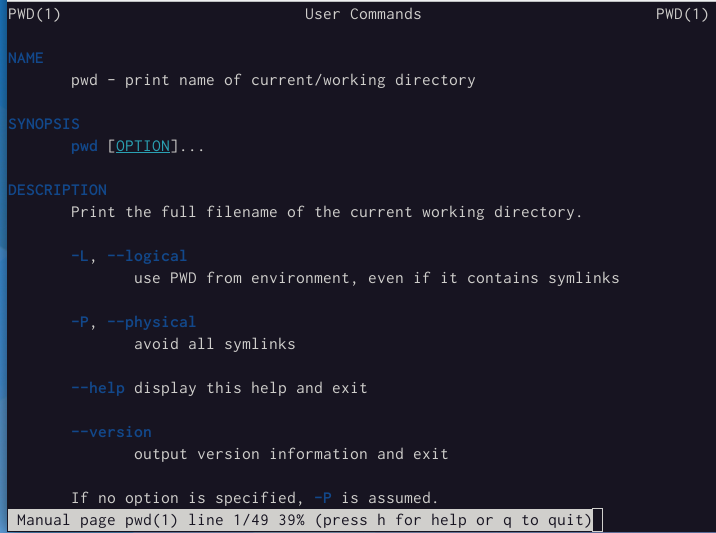 PWD(1) User Commands PWD(1)
NAME
pwd - print name of current/working directory
SYNOPSIS
pwd [OPTION]...
DESCRIPTION
Print the full filename of the current working directory.
-L, --logical
use PWD from environment, even if it contains symlinks
-P, --physical
avoid all symlinks
--help display this help and exit
--version
output version information and exit
If no option is specified, -P is assumed.
Manual page pwd(1) line 1/49 39% (press h for help or q to quit)